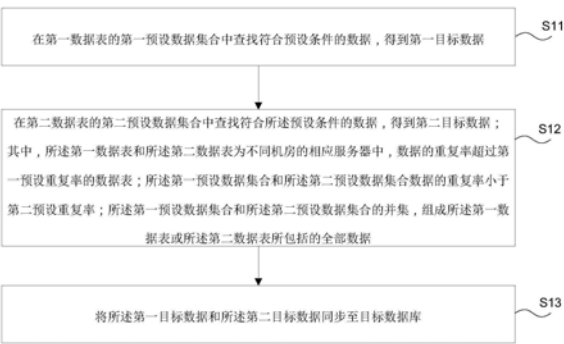 在第一数据表的第一预设数据集合中查找符合预设条件的数据，得到第一目标数据
S11
在第二数据表的第二预设数据集合中查找符合所述预设条件的数据，得到第二目标数据；
其中，所述第一数据表和所述第二数据表为不同机房的相应服务器中，数据的重复率超过第
一预设重复率的数据表；所述第一预设数据集合和所述第二预设数据集合数据的重复率小于
第二预设重复率；所述第一预设数据集合和所述第二预设数据集合的并集，组成所述第一数
据表或所述第二数据表所包括的全部数据
S12
将所述第一目标数据和所述第二目标数据同步至目标数据库
S13